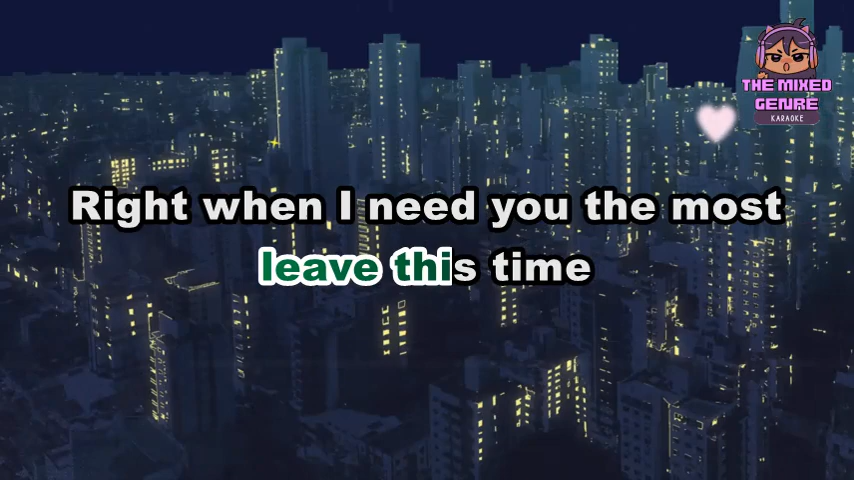 THE MIXED
GENRE
KARAOKE
Right when I need you the most
leave this time